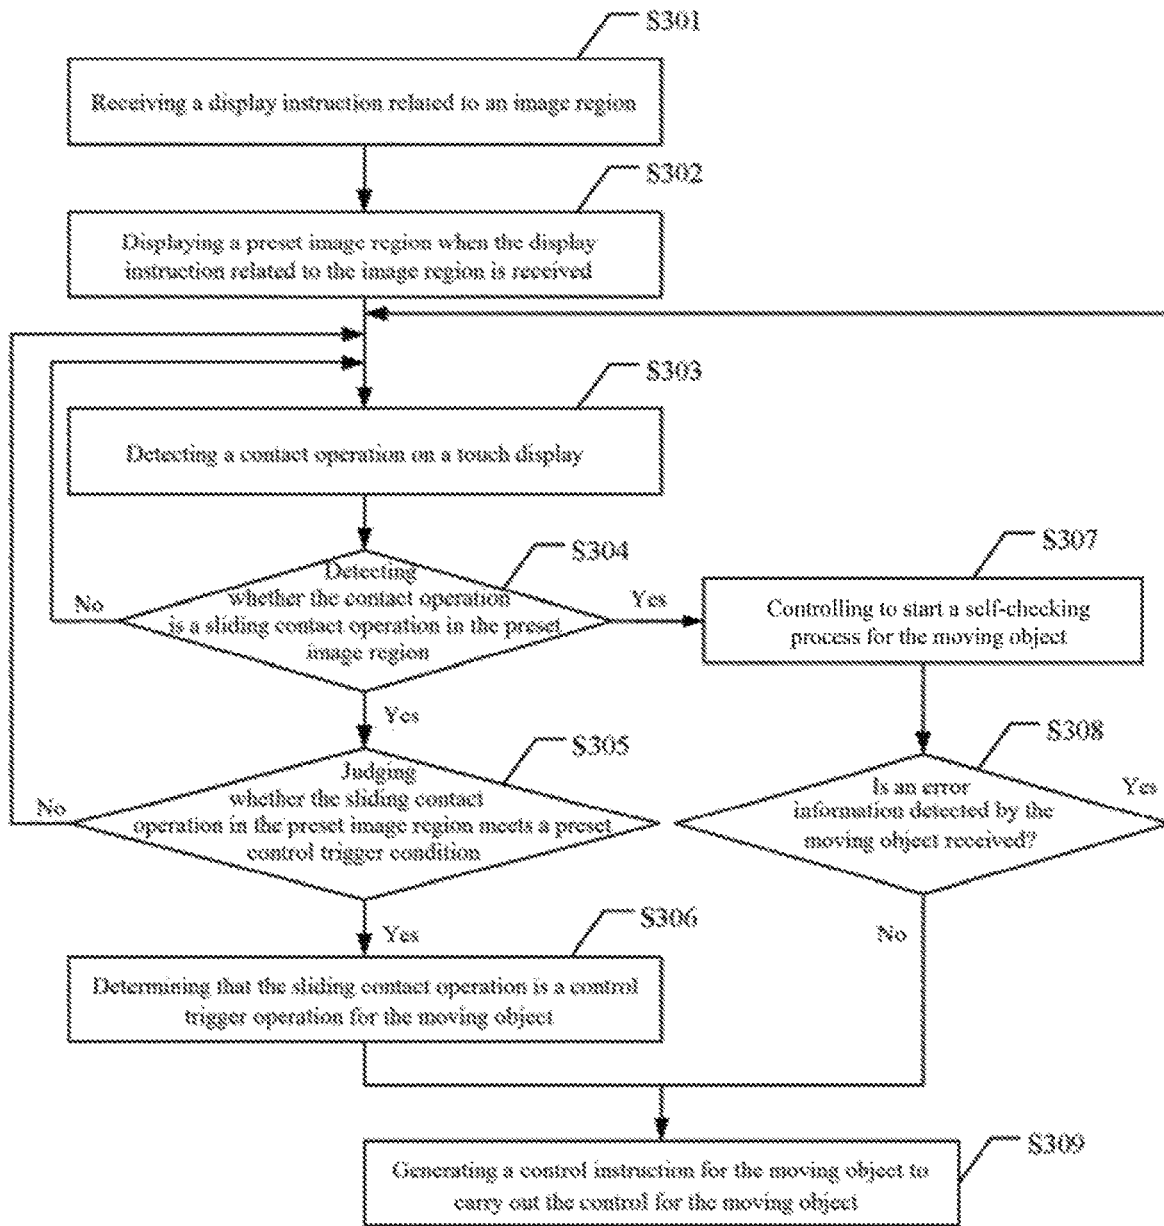 S301
Receiving a display instruction related to an image region
S302
Displaying a preset image region when the display
instruction related to the image region is received
S303
Detecting a contact operation on a touch display
S304
Detecting
whether the contact operation
is a sliding contact operation in the preset
image region
No
Yes
Yes
S307
Controlling to start a self-checking
process for the moving object
S305
Judging
whether the sliding contact
operation in the preset image region meets a preset
control trigger condition
No
Yes
S308
Is an error
information detected by the
moving object received?
Yes
No
S306
Determining that the sliding contact operation is a control
trigger operation for the moving object
S309
Generating a control instruction for the moving object to
carry out the control for the moving object